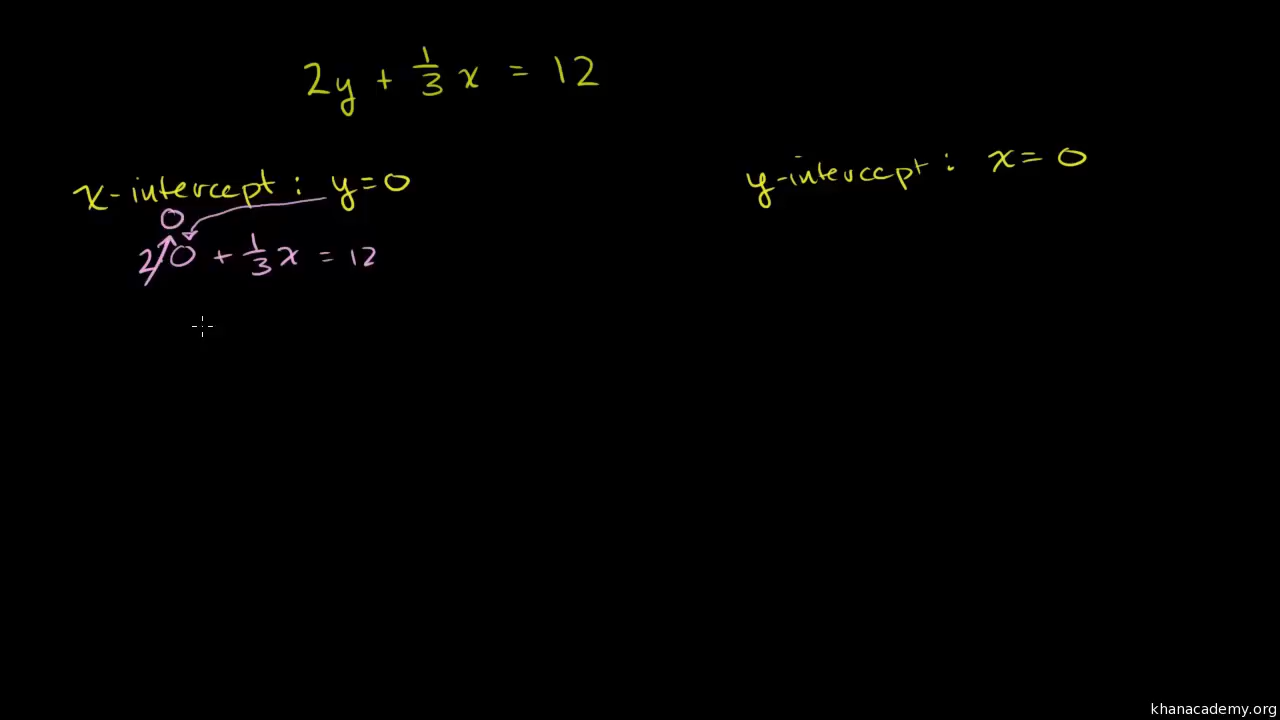 2y + 1/3 x = 12
x-intercept: y=0
y-intercept: x=0
0
2·0 + 1/3 x = 12
khanacademy.org